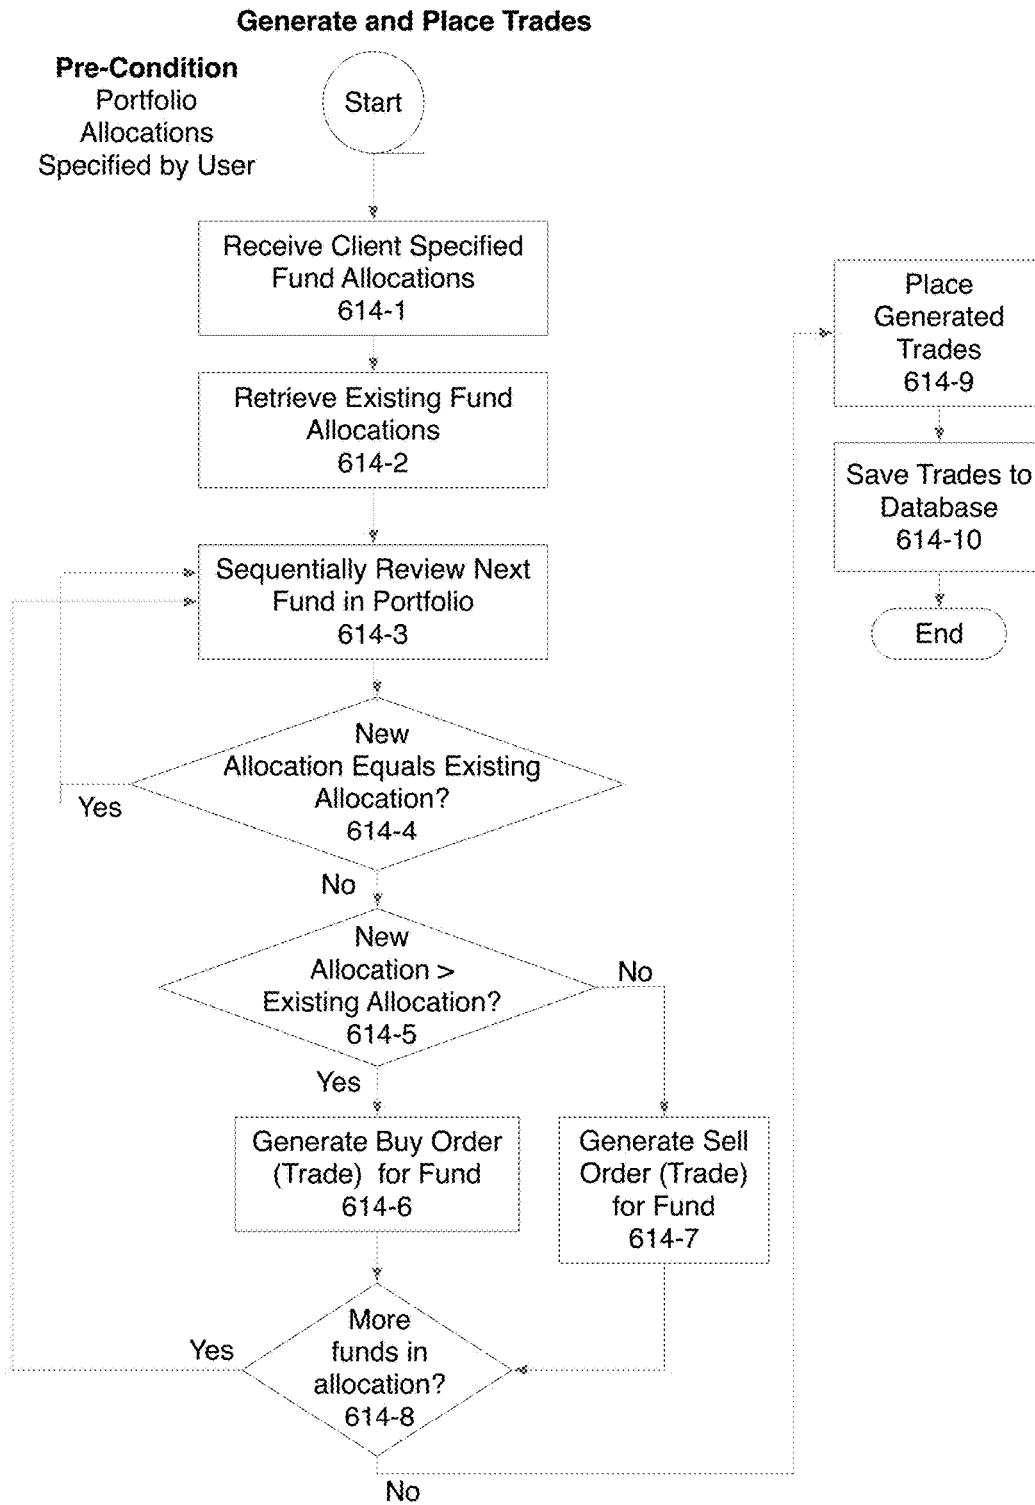 Generate and Place Trades
Pre-Condition
Portfolio
Allocations
Specified by User
Start
Receive Client Specified
Fund Allocations
614-1
Retrieve Existing Fund
Allocations
614-2
Sequentially Review Next
Fund in Portfolio
614-3
New
Allocation Equals Existing
Allocation?
614-4
Yes
No
New
Allocation >
Existing Allocation?
614-5
No
Yes
Generate Buy Order
(Trade) for Fund
614-6
Generate Sell
Order (Trade)
for Fund
614-7
More
funds in
allocation?
614-8
Yes
No
Place
Generated
Trades
614-9
Save Trades to
Database
614-10
End